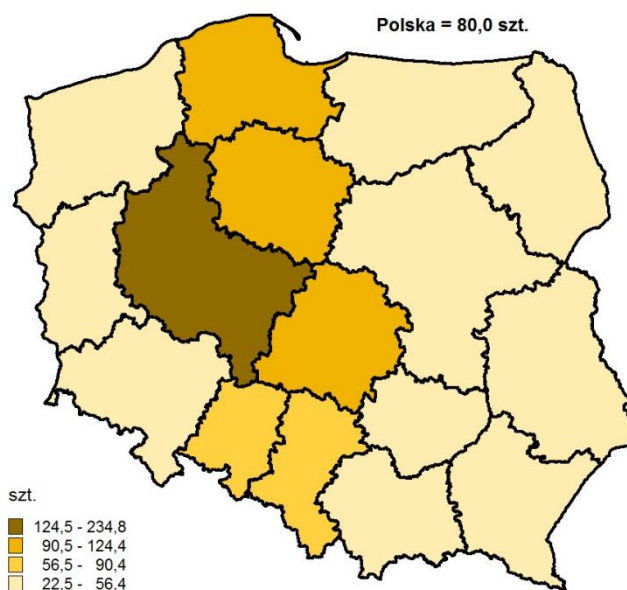 Polska = 80,0 szt.
szt.
124,5 - 234,8
90,5 - 124,4
56,5 - 90,4
22,5 - 56,4